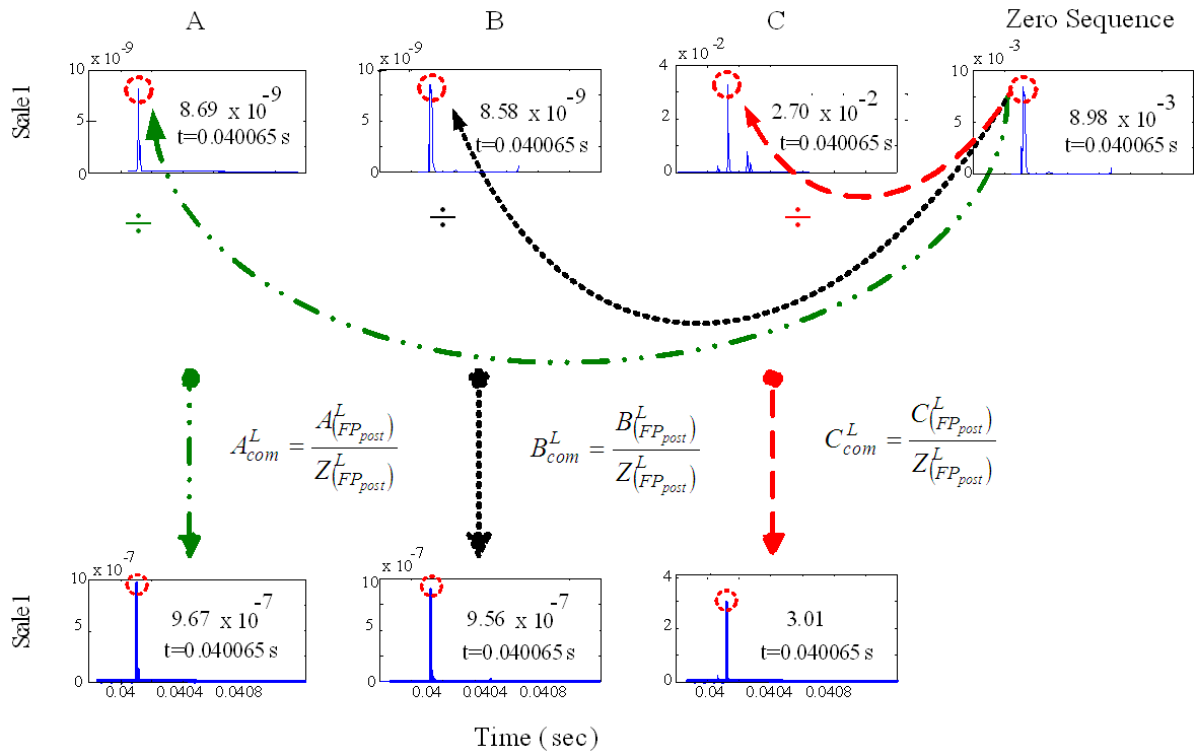 A B C Zero Sequence
x 10^-9 x 10^-9 x 10^-2 x 10^-3
Scale1
10
5
0
8.69 x 10^-9
t=0.040065 s
10
5
0
8.58 x 10^-9
t=0.040065 s
4
2
0
2.70 x 10^-2
t=0.040065 s
10
5
0
8.98 x 10^-3
t=0.040065 s
÷ ÷ ÷
A^L_com = A^L_(FP_post) / Z^L_(FP_post)
B^L_com = B^L_(FP_post) / Z^L_(FP_post)
C^L_com = C^L_(FP_post) / Z^L_(FP_post)
x 10^-7 x 10^-7
Scale1
10
5
0
9.67 x 10^-7
t=0.040065 s
0.04 0.0404 0.0408
10
5
0
9.56 x 10^-7
t=0.040065 s
0.04 0.0404 0.0408
4
2
0
3.01
t=0.040065 s
0.04 0.0404 0.0408
Time (sec)